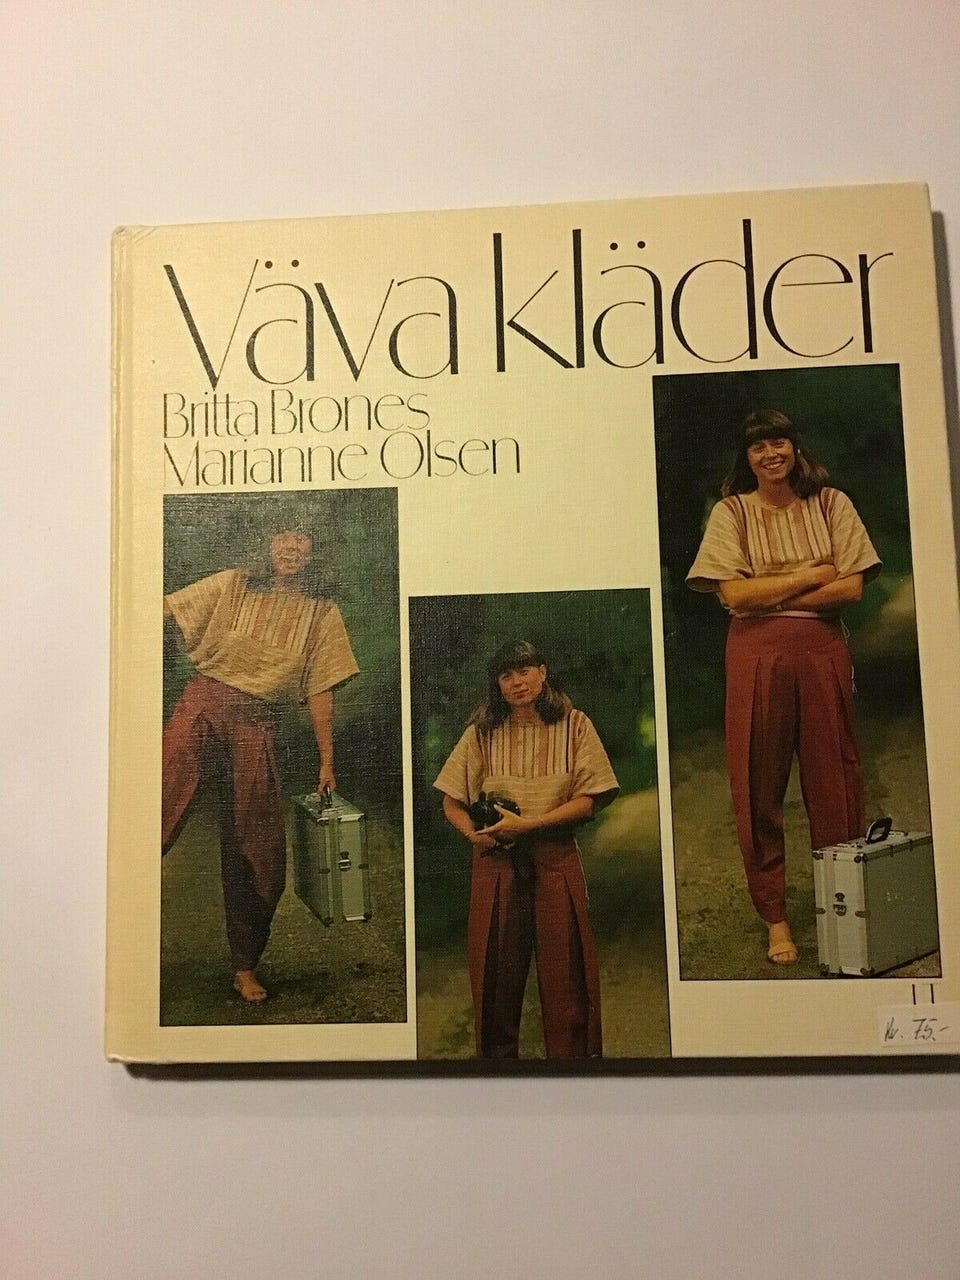 Väva kläder
Britta Brones
Marianne Olsen
Kr. 75.-